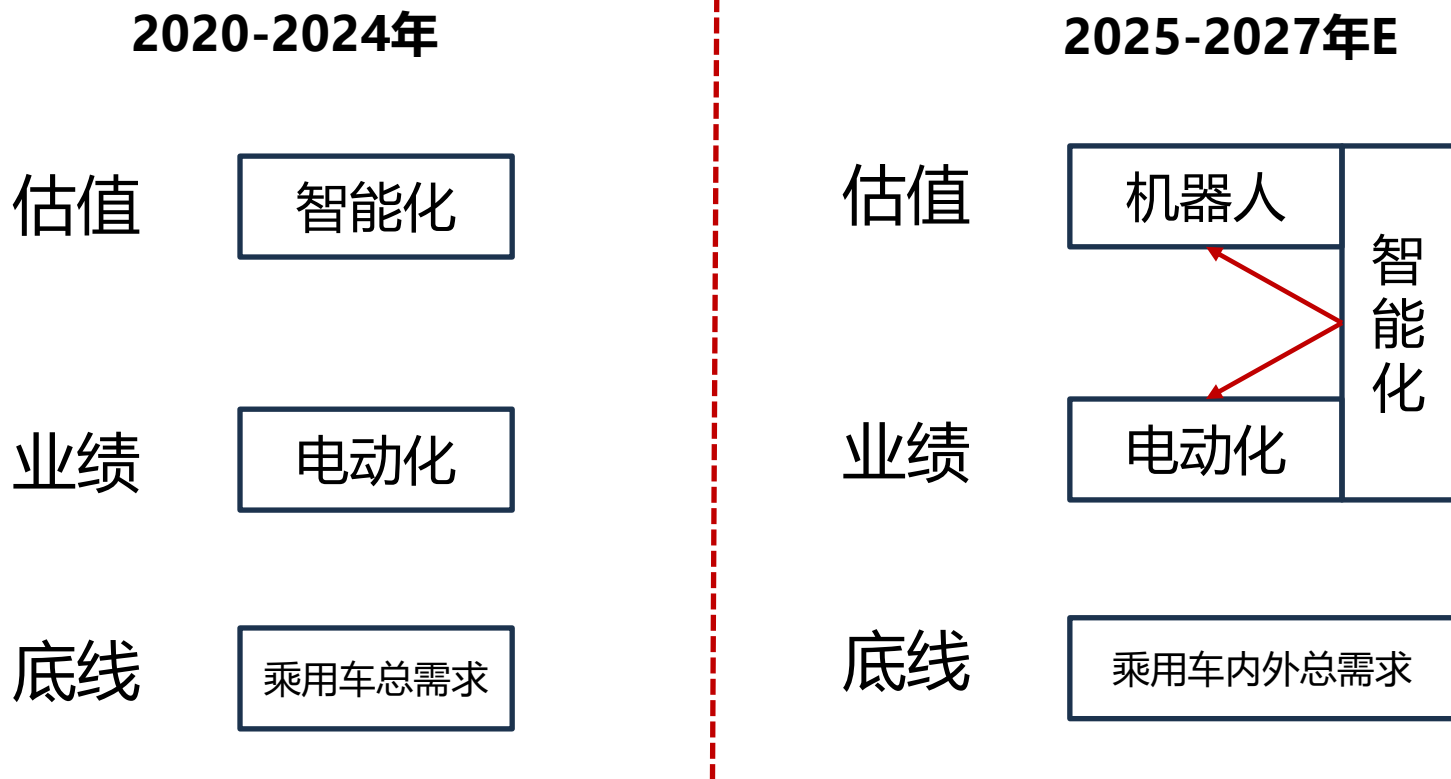 2020-2024年
估值
智能化
业绩
电动化
底线
乘用车总需求
2025-2027年E
估值
机器人
智能化
业绩
电动化
底线
乘用车内外总需求